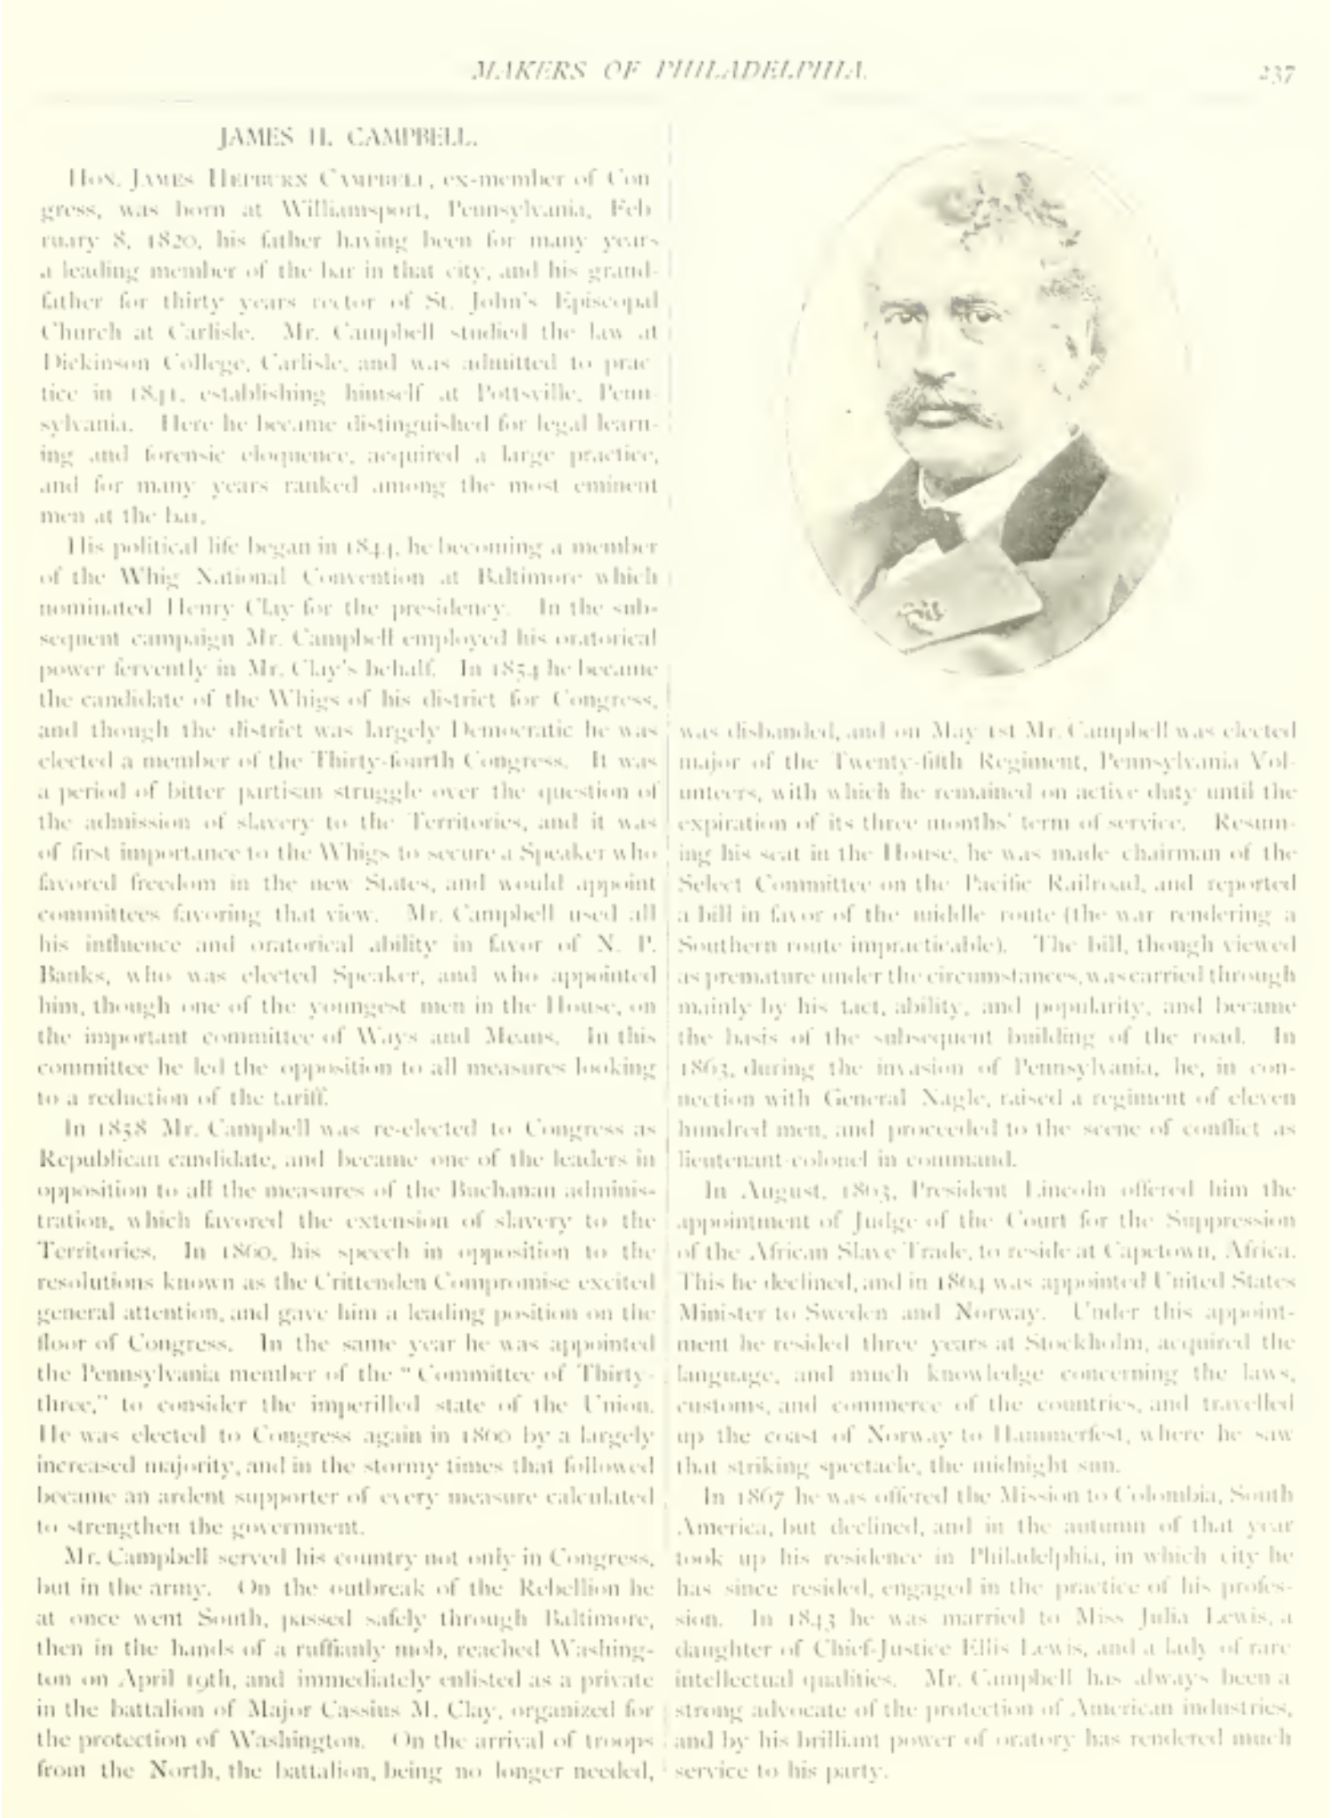 MAKERS OF PHILADELPHIA.
237
JAMES H. CAMPBELL.
HON. JAMES HEPBURN CAMPBELL, ex-member of Con
gress, was born at Williamsport, Pennsylvania, Feb
ruary 8, 1820, his father having been for many years
a leading member of the bar in that city, and his grand-
father for thirty years rector of St. John's Episcopal
Church at Carlisle. Mr. Campbell studied the law at
Dickinson College, Carlisle, and was admitted to prac
tice in 1841, establishing himself at Pottsville, Penn-
sylvania. Here he became distinguished for legal learn-
ing and forensic eloquence, acquired a large practice,
and for many years ranked among the most eminent
men at the bar.
His political life began in 1844, he becoming a member
of the Whig National Convention at Baltimore which
nominated Henry Clay for the presidency. In the sub-
sequent campaign Mr. Campbell employed his oratorical
power fervently in Mr. Clay's behalf. In 1854 he became
the candidate of the Whigs of his district for Congress,
and though the district was largely Democratic he was
elected a member of the Thirty-fourth Congress. It was
a period of bitter partisan struggle over the question of
the admission of slavery to the Territories, and it was
of first importance to the Whigs to secure a Speaker who
favored freedom in the new States, and would appoint
committees favoring that view. Mr. Campbell used all
his influence and oratorical ability in favor of N. P.
Banks, who was elected Speaker, and who appointed
him, though one of the youngest men in the House, on
the important committee of Ways and Means. In this
committee he led the opposition to all measures looking
to a reduction of the tariff.
In 1858 Mr. Campbell was re-elected to Congress as
Republican candidate, and became one of the leaders in
opposition to all the measures of the Buchanan adminis-
tration, which favored the extension of slavery to the
Territories. In 1860, his speech in opposition to the
resolutions known as the Crittenden Compromise excited
general attention, and gave him a leading position on the
floor of Congress. In the same year he was appointed
the Pennsylvania member of the "Committee of Thirty-
three," to consider the imperilled state of the Union.
He was elected to Congress again in 1860 by a largely
increased majority, and in the stormy times that followed
became an ardent supporter of every measure calculated
to strengthen the government.
Mr. Campbell served his country not only in Congress,
but in the army. On the outbreak of the Rebellion he
at once went South, passed safely through Baltimore,
then in the hands of a ruffianly mob, reached Washing-
ton on April 19th, and immediately enlisted as a private
in the battalion of Major Cassius M. Clay, organized for
the protection of Washington. On the arrival of troops
from the North, the battalion, being no longer needed,
was disbanded, and on May 1st Mr. Campbell was elected
major of the Twenty-fifth Regiment, Pennsylvania Vol-
unteers, with which he remained on active duty until the
expiration of its three months' term of service. Resum-
ing his seat in the House, he was made chairman of the
Select Committee on the Pacific Railroad, and reported
a bill in favor of the middle route (the war rendering a
Southern route impracticable). The bill, though viewed
as premature under the circumstances, was carried through
mainly by his tact, ability, and popularity, and became
the basis of the subsequent building of the road. In
1863, during the invasion of Pennsylvania, he, in con-
nection with General Nagle, raised a regiment of eleven
hundred men, and proceeded to the scene of conflict as
lieutenant-colonel in command.
In August, 1863, President Lincoln offered him the
appointment of Judge of the Court for the Suppression
of the African Slave Trade, to reside at Capetown, Africa.
This he declined, and in 1864 was appointed United States
Minister to Sweden and Norway. Under this appoint-
ment he resided three years at Stockholm, acquired the
language, and much knowledge concerning the laws,
customs, and commerce of the countries, and travelled
up the coast of Norway to Hammerfest, where he saw
that striking spectacle, the midnight sun.
In 1867 he was offered the Mission to Colombia, South
America, but declined, and in the autumn of that year
took up his residence in Philadelphia, in which city he
has since resided, engaged in the practice of his profes-
sion. In 1843 he was married to Miss Julia Lewis, a
daughter of Chief-Justice Ellis Lewis, and a lady of rare
intellectual qualities. Mr. Campbell has always been a
strong advocate of the protection of American industries,
and by his brilliant power of oratory has rendered much
service to his party.